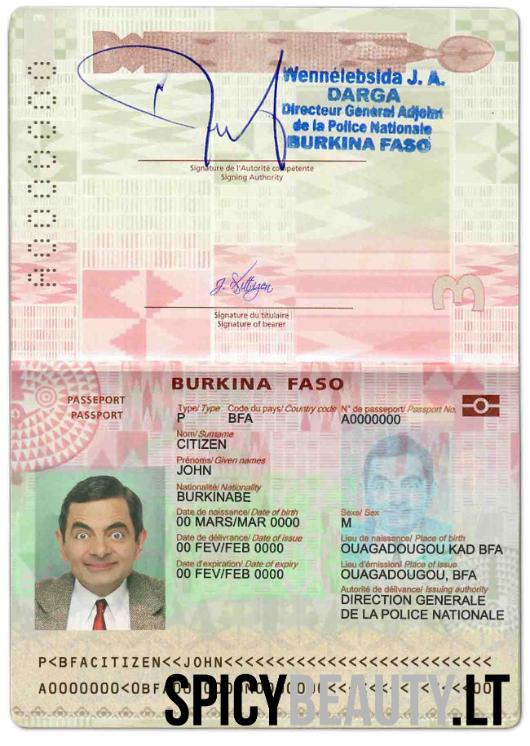 Wennélebsida J. A.
DARGA
Directeur General Adjoint
de la Police Nationale
BURKINA FASO
Signature de l'Autorité compétente
Signing Authority
J. Sitizen
Signature du titulaire
Signature of bearer
3
BURKINA FASO
PASSEPORT
PASSPORT
Type/ Type Code du pays/ Country code N° de passeport/ Passport No.
P BFA A0000000
Nom/ Surname
CITIZEN
Prénoms/ Given names
JOHN
Nationalité/ Nationality
BURKINABE
Date de naissance/ Date of birth Sexe/ Sex
00 MARS/MAR 0000 M
Date de délivrance/ Date of issue Lieu de naissance/ Place of birth
00 FEV/FEB 0000 OUAGADOUGOU KAD BFA
Date d'expiration/ Date of expiry Lieu d'émission/ Place of issue
00 FEV/FEB 0000 OUAGADOUGOU, BFA
Autorité de délivrance/ Issuing authority
DIRECTION GENERALE
DE LA POLICE NATIONALE
P<BFACITIZEN<<JOHN<<<<<<<<<<<<<<<<<<<<<<<<<<
SPICYBEAUTY.LT